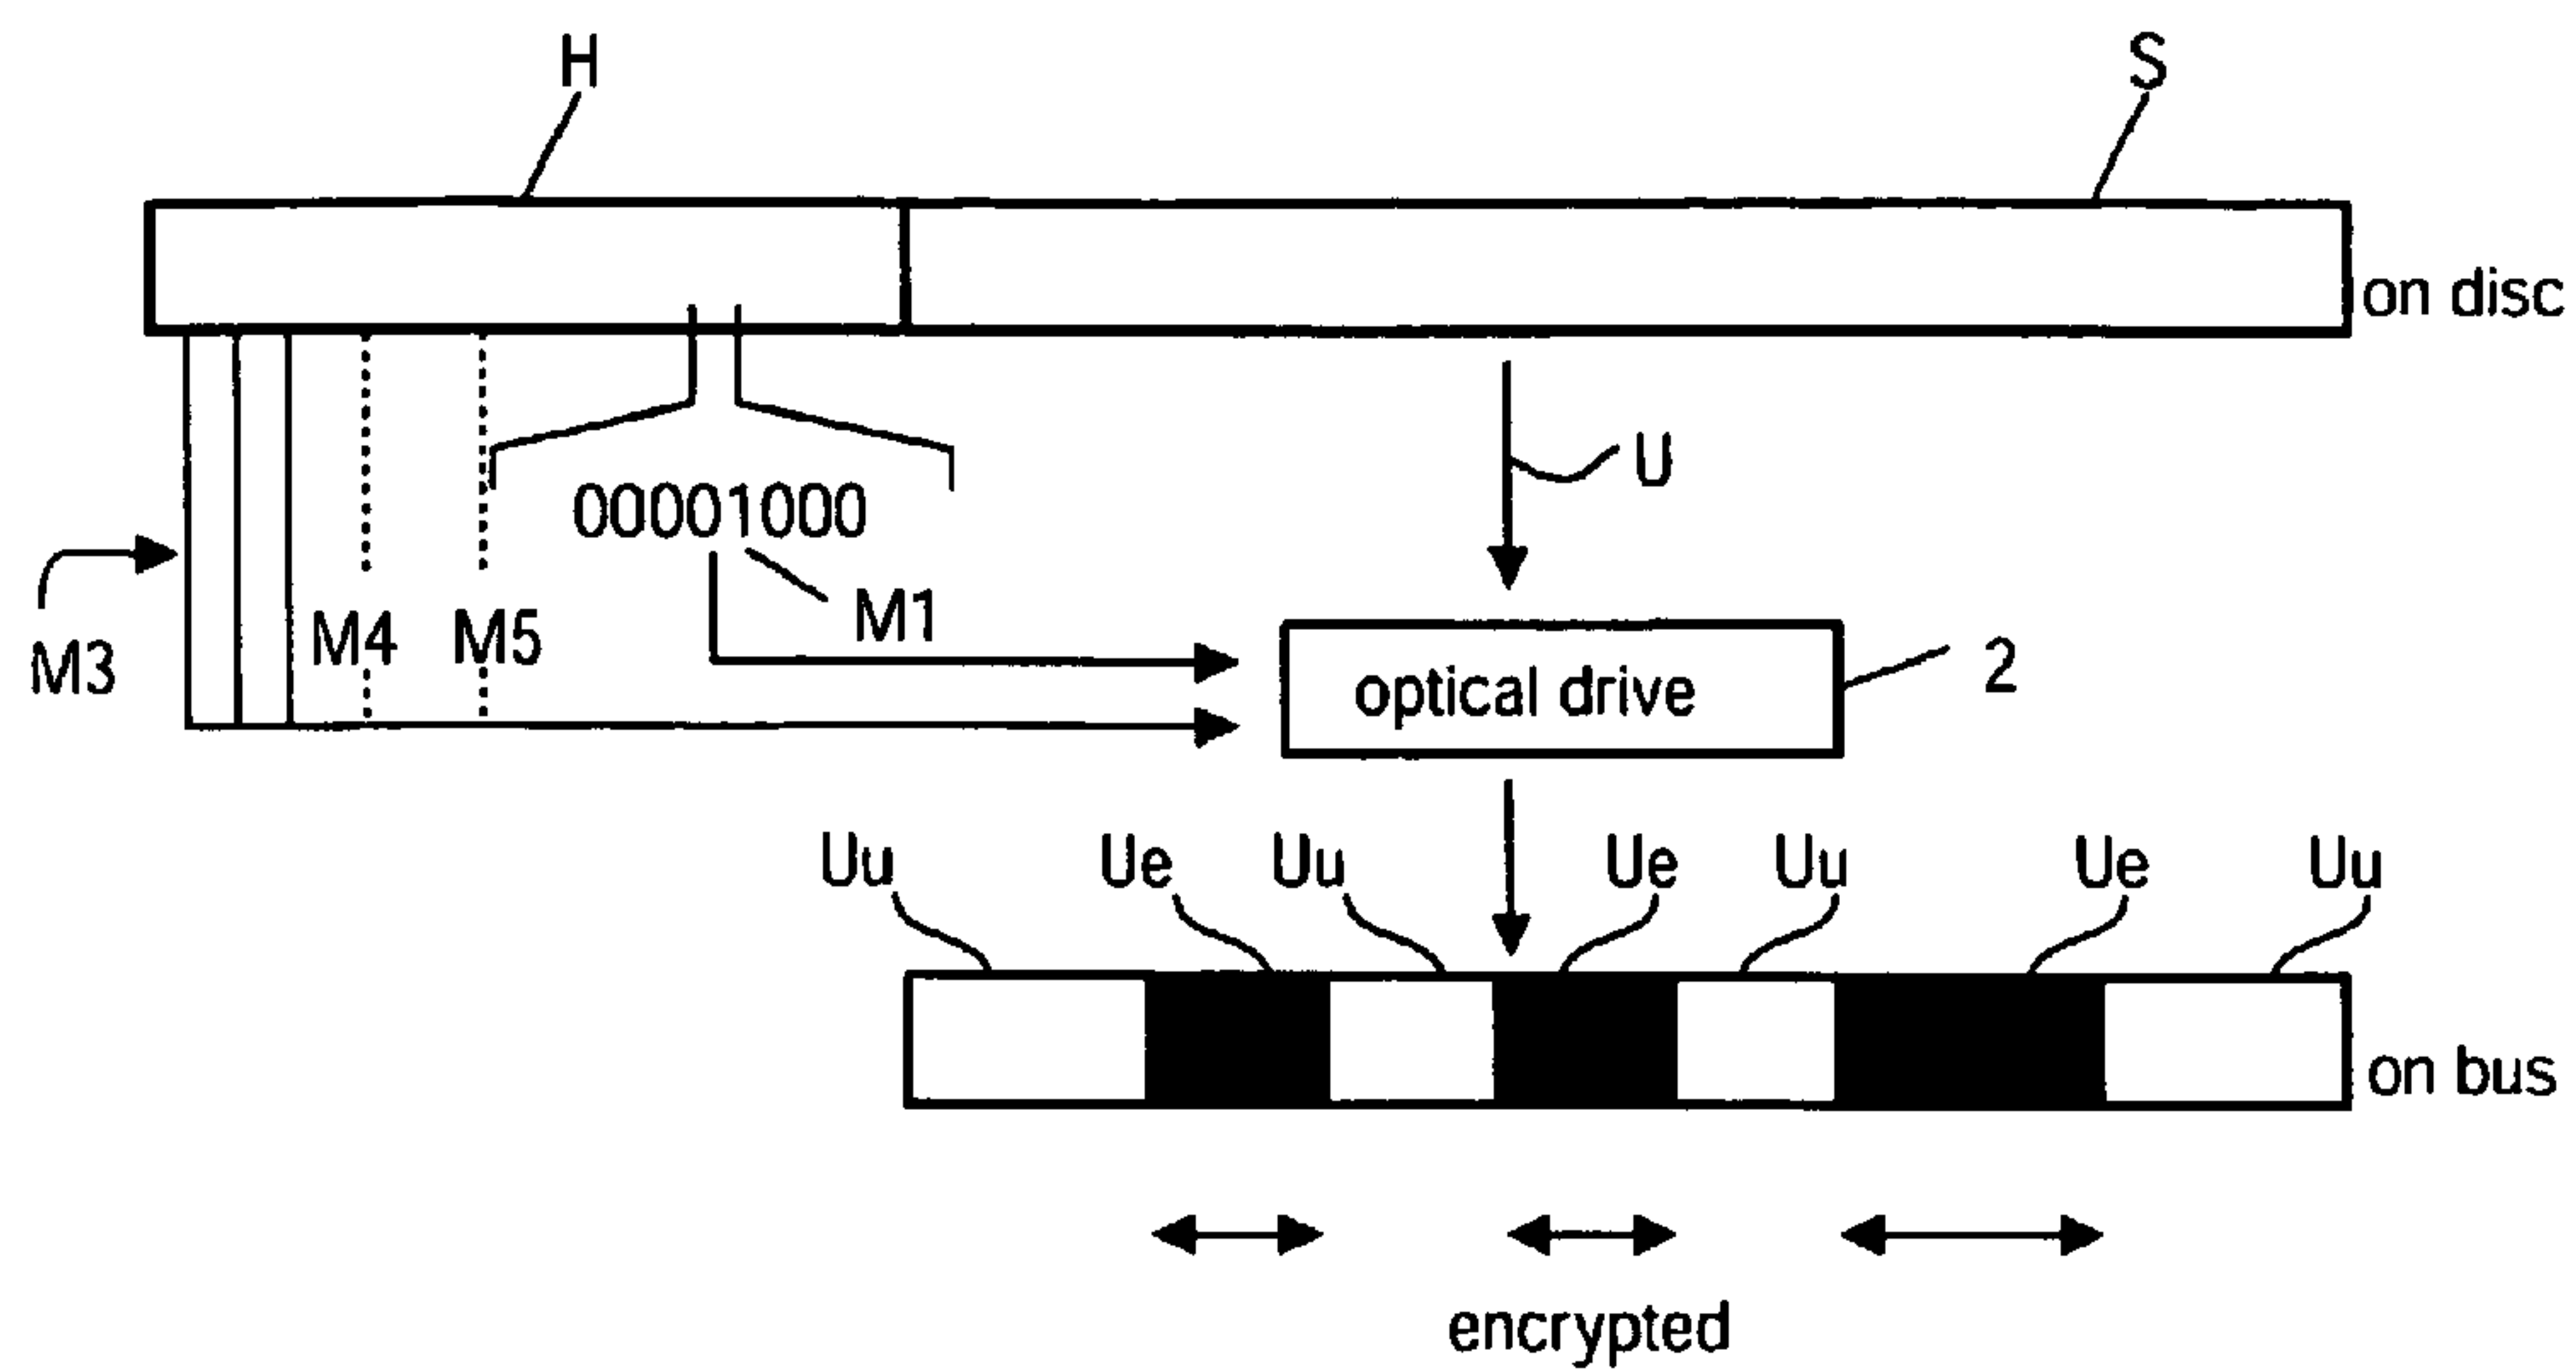 H
S
on disc
U
00001000
M1
M3
M4
M5
optical drive
2
Uu
Ue
Uu
Ue
Uu
Ue
Uu
on bus
encrypted